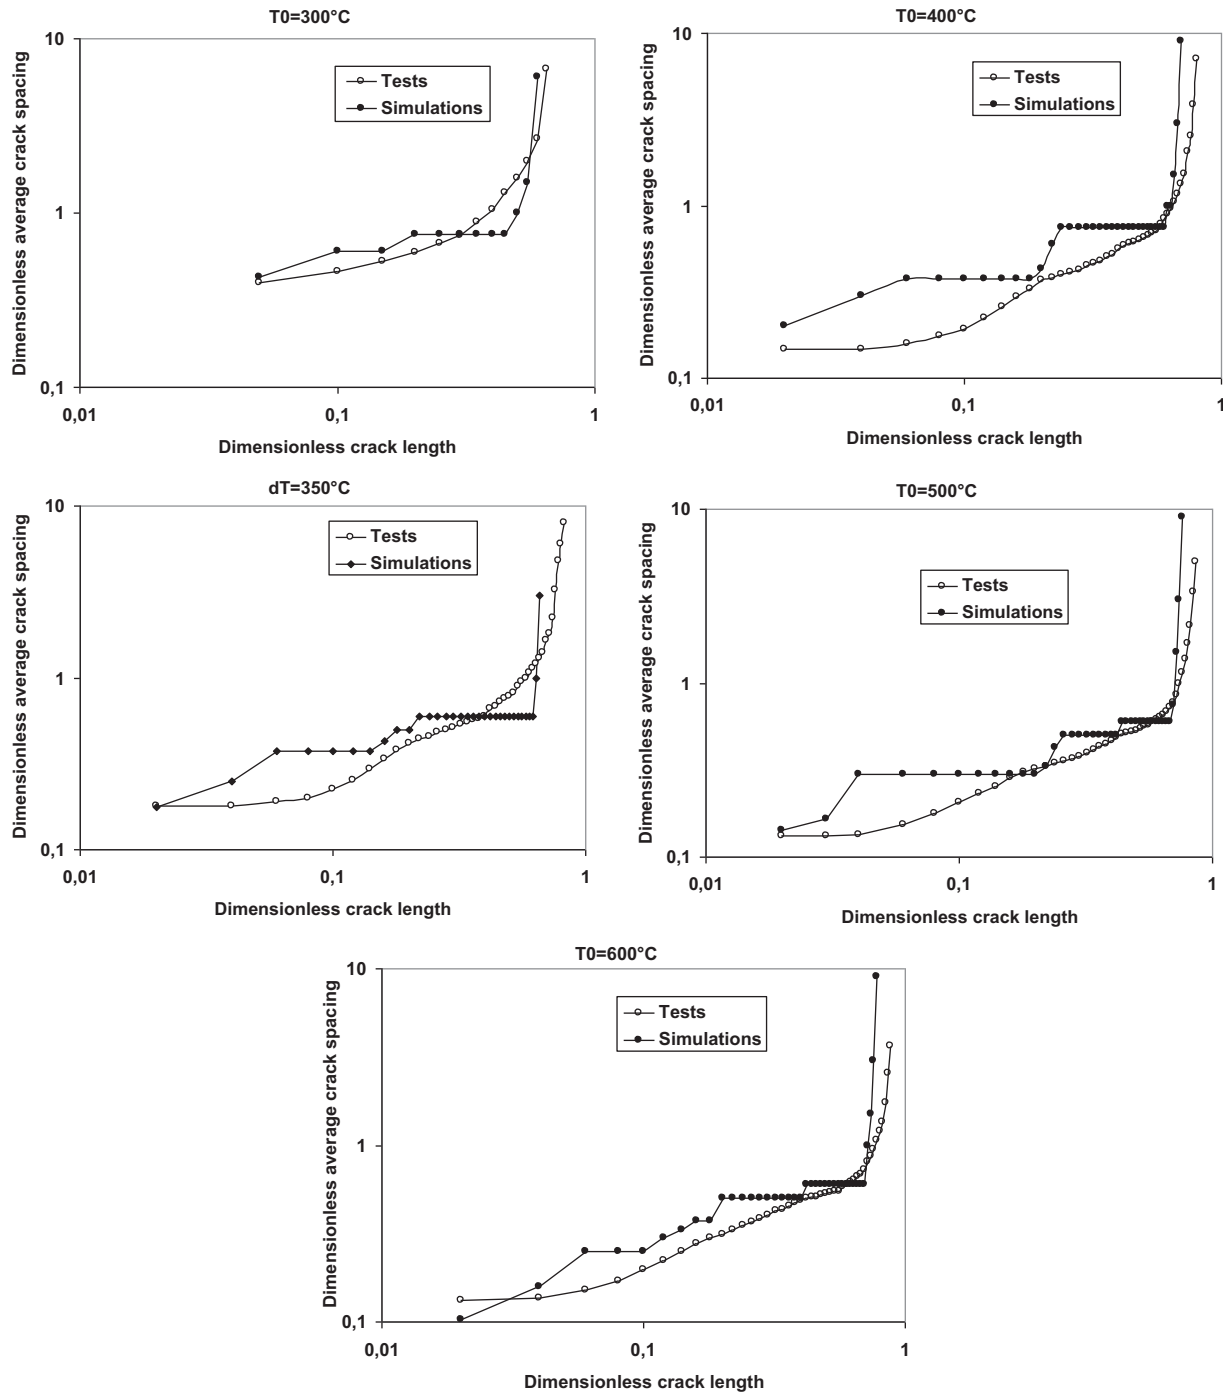 T0=300°C
Dimensionless average crack spacing
10
1
0,1
0,01
0,1
1
Tests
Simulations
Dimensionless crack length
T0=400°C
Dimensionless average crack spacing
10
1
0,1
0,01
0,1
1
Tests
Simulations
Dimensionless crack length
dT=350°C
Dimensionless average crack spacing
10
1
0,1
0,01
0,1
1
Tests
Simulations
Dimensionless crack length
T0=500°C
Dimensionless average crack spacing
10
1
0,1
0,01
0,1
1
Tests
Simulations
Dimensionless crack length
T0=600°C
Dimensionless average crack spacing
10
1
0,1
0,01
0,1
1
Tests
Simulations
Dimensionless crack length